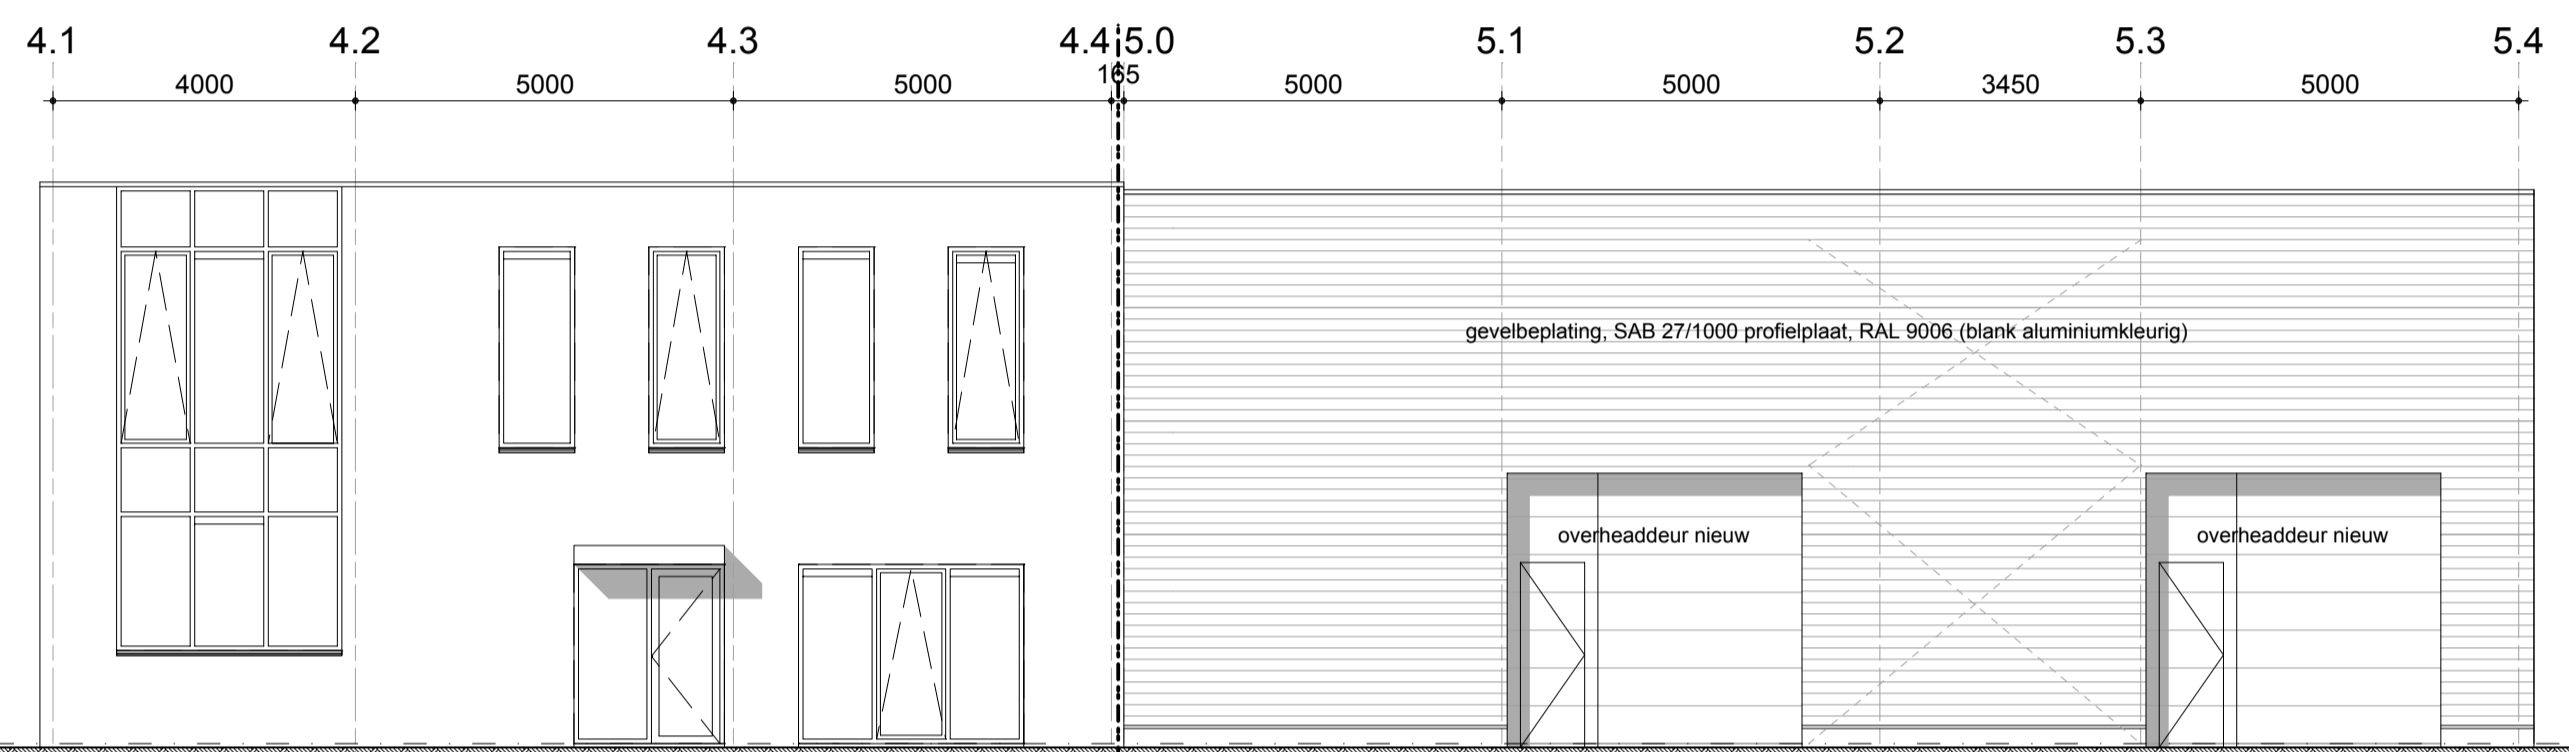 4.1 4.2 4.3 4.4 5.0 5.1 5.2 5.3 5.4
165
4000 5000 5000 5000 5000 3450 5000
gevelbeplating, SAB 27/1000 profielplaat, RAL 9006 (blank aluminiumkleurig)
overheaddeur nieuw overheaddeur nieuw